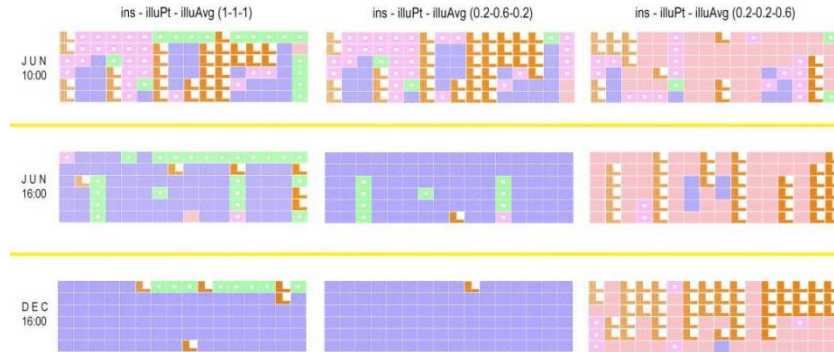 ins - illuPt - illuAvg (1-1-1)
ins - illuPt - illuAvg (0.2-0.6-0.2)
ins - illuPt - illuAvg (0.2-0.2-0.6)
JUN
10:00
JUN
16:00
DEC
16:00